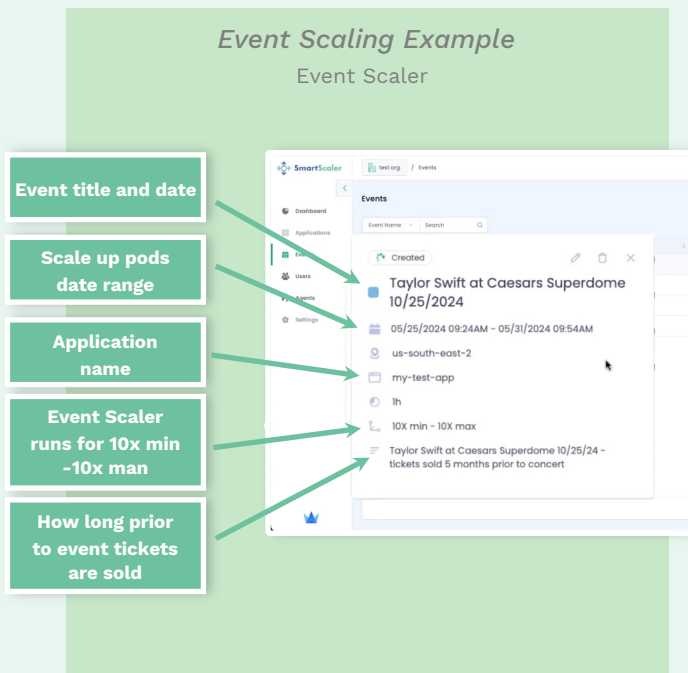 Event Scaling Example
Event Scaler
Event title and date
Scale up pods
date range
Application
name
Event Scaler
runs for 10x min
-10x man
How long prior
to event tickets
are sold
SmartScaler
test org / Events
Dashboard
Applications
Users
Agents
Settings
Events
Event Name
Search
Created
Taylor Swift at Caesars Superdome
10/25/2024
05/25/2024 09:24AM - 05/31/2024 09:54AM
us-south-east-2
my-test-app
1h
10X min - 10X max
Taylor Swift at Caesars Superdome 10/25/24 -
tickets sold 5 months prior to concert